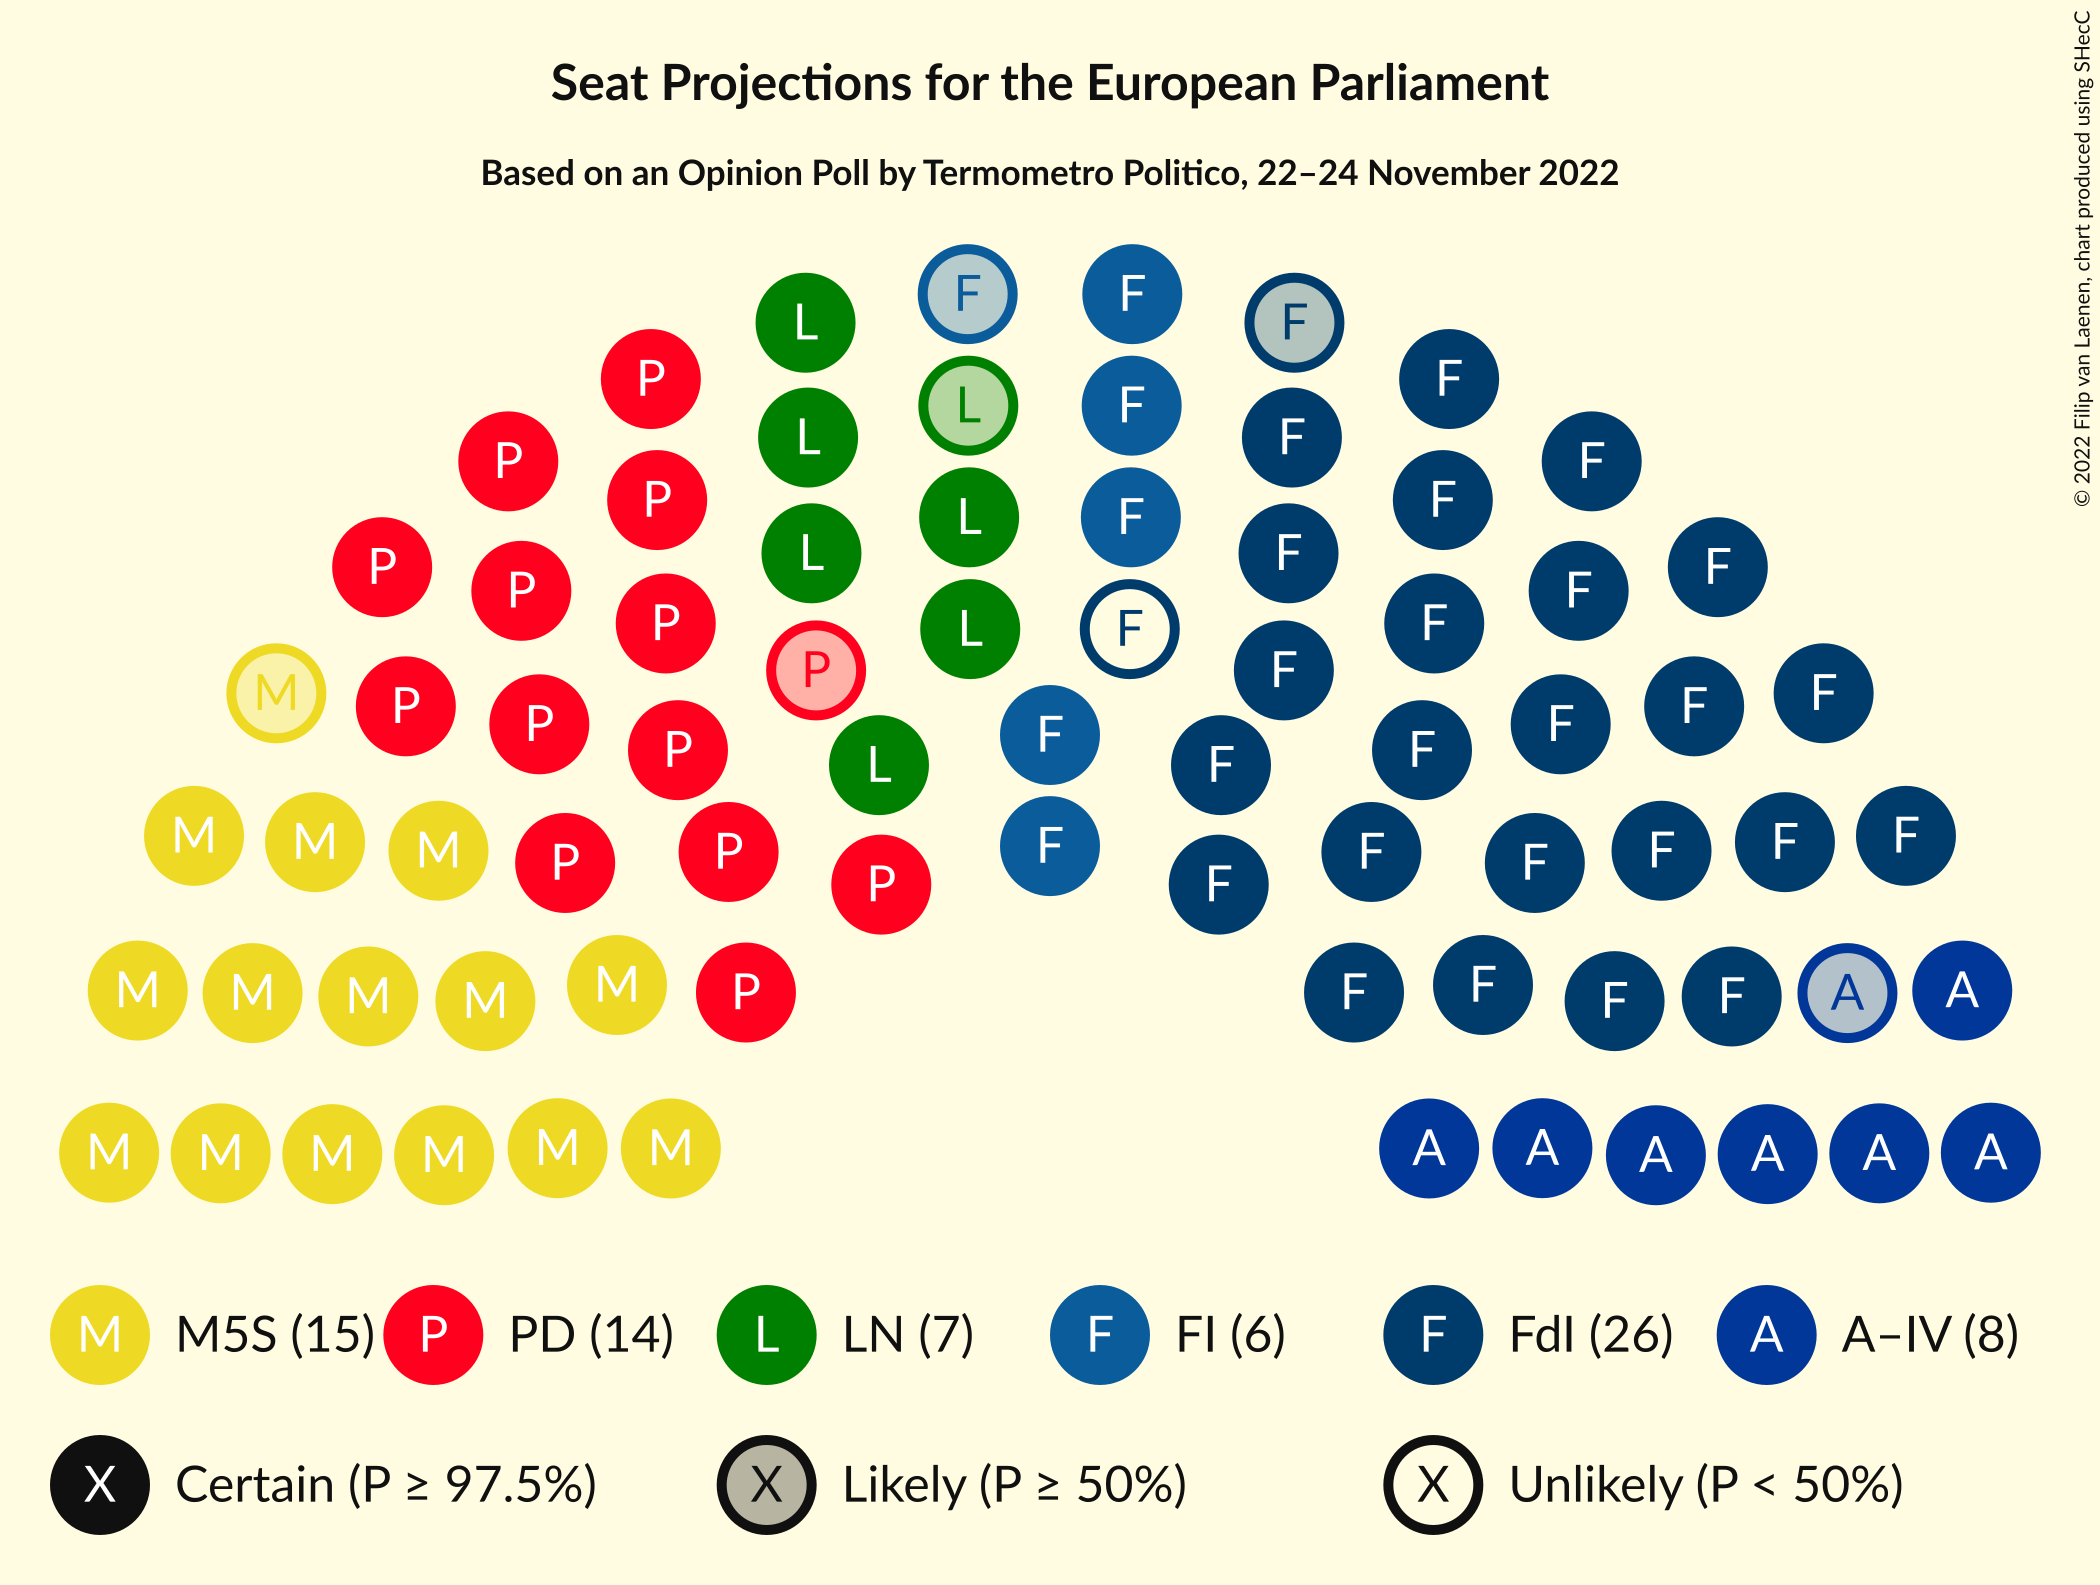 Seat Projections for the European Parliament
Based on an Opinion Poll by Termometro Politico, 22–24 November 2022
© 2022 Filip van Laenen, chart produced using SHecC
F F
L F
P F
L F
L F
P F
P F
P F
L F
L F
P F
P F
P F
L F
P F
M F
P F
P F
F
P F
L F
M F
M F
F
M F
P F
P F
P F
M F
P F
M A
M A
M F
M F
M M M M M M A A A A A A
M M5S (15) P PD (14) L LN (7) F FI (6) F FdI (26) A A–IV (8)
X Certain (P ≥ 97.5%) X Likely (P ≥ 50%) X Unlikely (P < 50%)